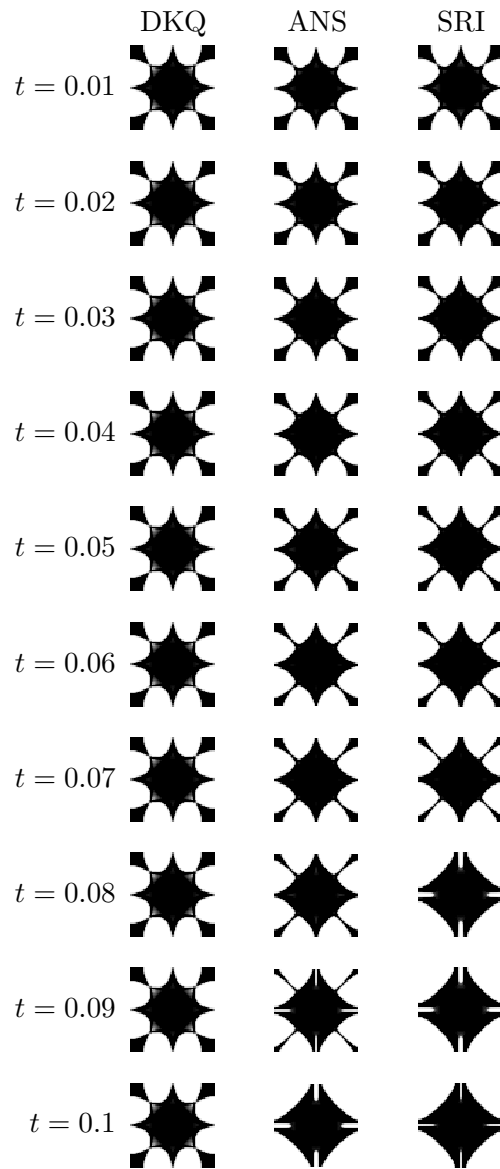 DKQ ANS SRI
t = 0.01
t = 0.02
t = 0.03
t = 0.04
t = 0.05
t = 0.06
t = 0.07
t = 0.08
t = 0.09
t = 0.1